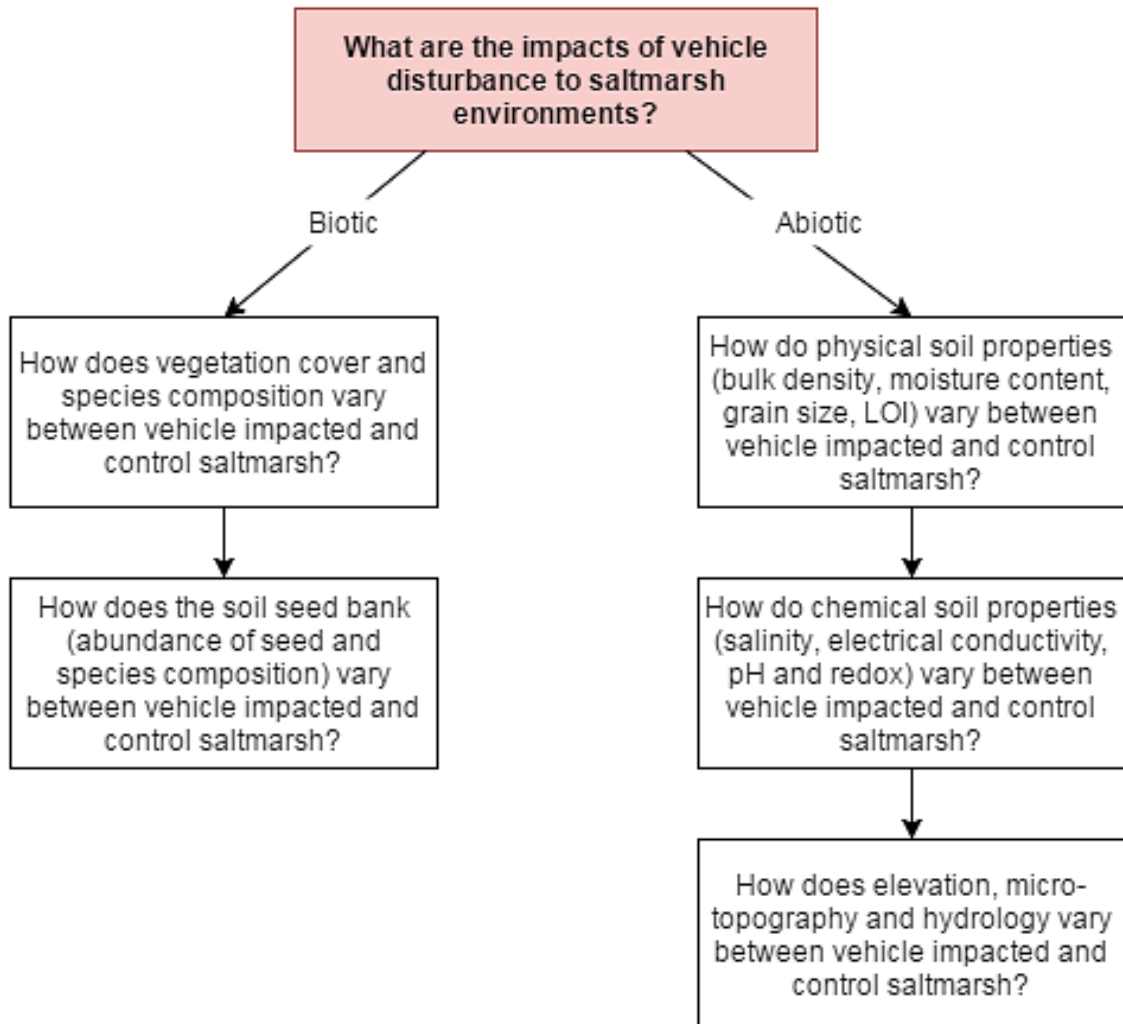 What are the impacts of vehicle
disturbance to saltmarsh
environments?
Biotic
Abiotic
How does vegetation cover and
species composition vary
between vehicle impacted and
control saltmarsh?
How do physical soil properties
(bulk density, moisture content,
grain size, LOI) vary between
vehicle impacted and control
saltmarsh?
How does the soil seed bank
(abundance of seed and
species composition) vary
between vehicle impacted and
control saltmarsh?
How do chemical soil properties
(salinity, electrical conductivity,
pH and redox) vary between
vehicle impacted and control
saltmarsh?
How does elevation, micro-
topography and hydrology vary
between vehicle impacted and
control saltmarsh?